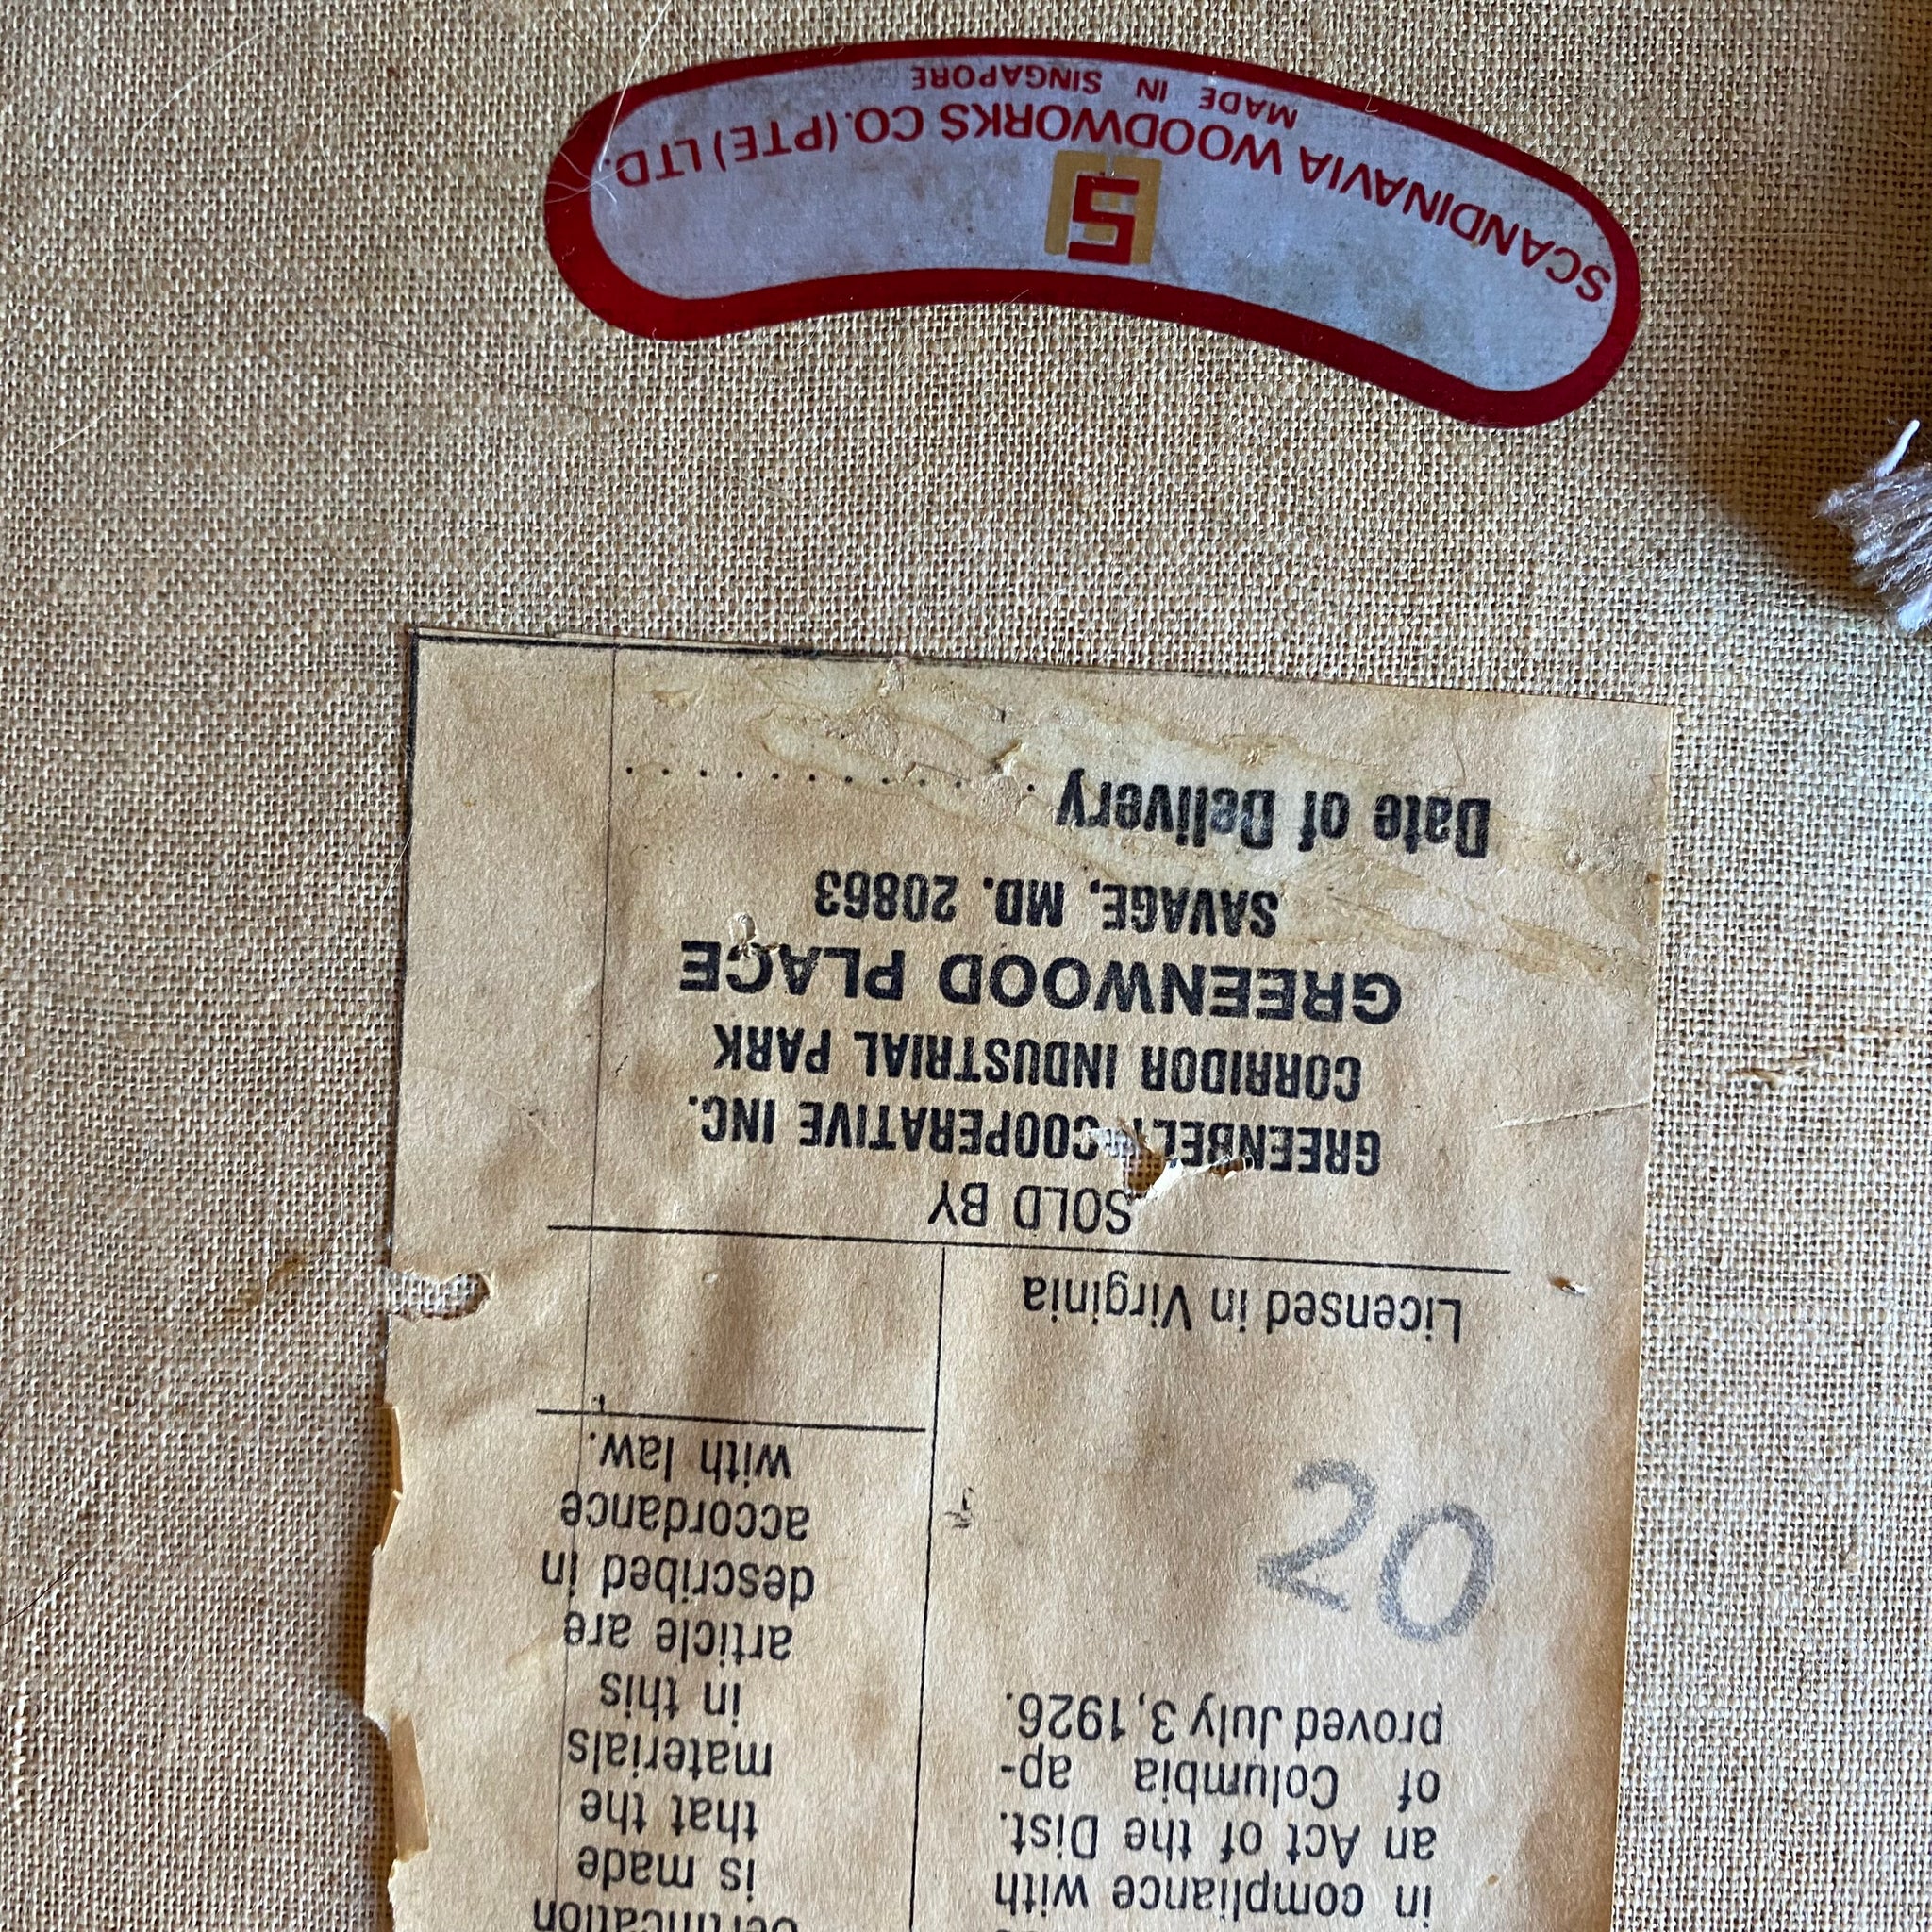 in compliance with
an Act of the Dist.
of Columbia ap-
proved July 3, 1926.
20
Licensed in Virginia
is made
that the
materials
in this
article are
described in
accordance
with law.
SOLD BY
GREENBELT COOPERATIVE INC.
CORRIDOR INDUSTRIAL PARK
GREENWOOD PLACE
SAVAGE, MD. 20863
Date of Delivery . . . . . . . . . . . .
S
SCANDINAVIA WOODWORKS CO. (PTE) LTD.
MADE IN SINGAPORE